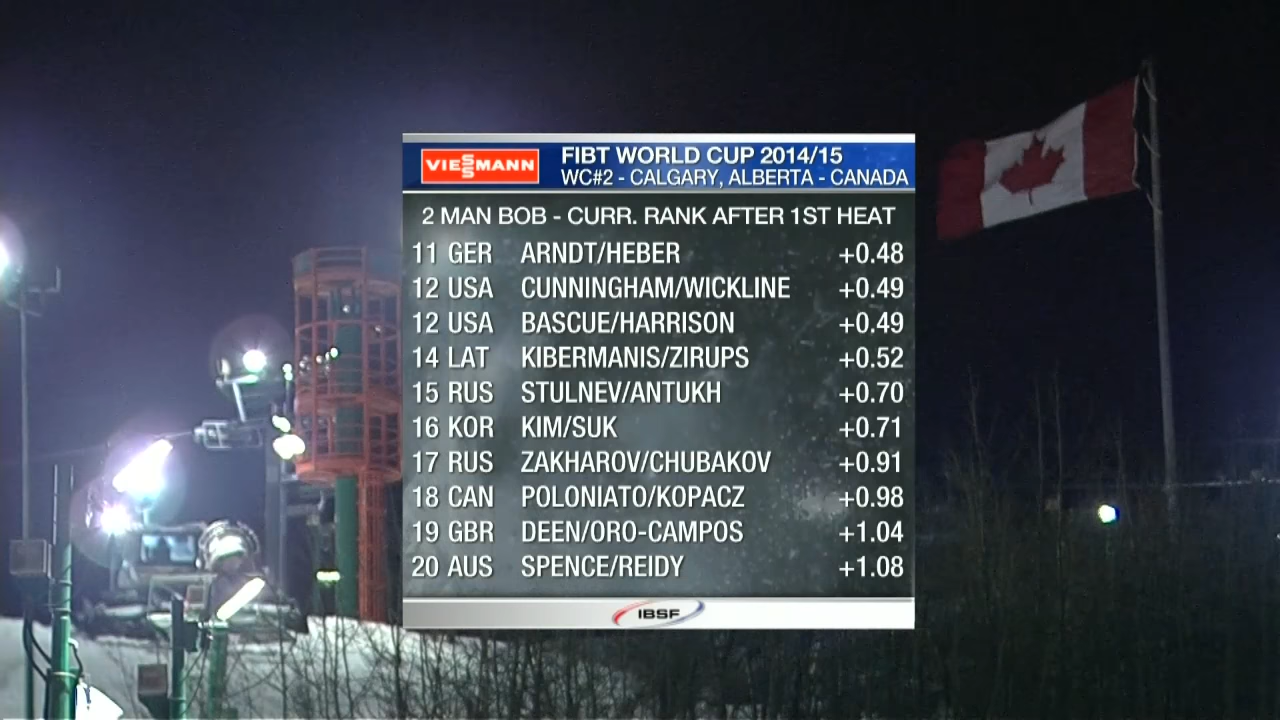 VIESSMANN
FIBT WORLD CUP 2014/15
WC#2 - CALGARY, ALBERTA - CANADA
2 MAN BOB - CURR. RANK AFTER 1ST HEAT
11 GER ARNDT/HEBER +0.48
12 USA CUNNINGHAM/WICKLINE +0.49
12 USA BASCUE/HARRISON +0.49
14 LAT KIBERMANIS/ZIRUPS +0.52
15 RUS STULNEV/ANTUKH +0.70
16 KOR KIM/SUK +0.71
17 RUS ZAKHAROV/CHUBAKOV +0.91
18 CAN POLONIATO/KOPACZ +0.98
19 GBR DEEN/ORO-CAMPOS +1.04
20 AUS SPENCE/REIDY +1.08
IBSF